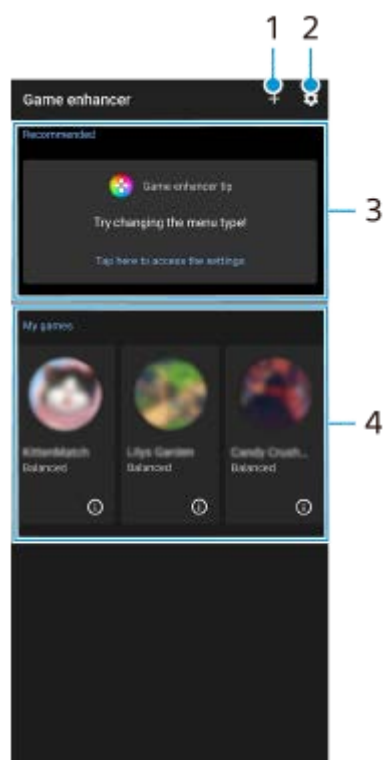 1 2
Game enhancer
Recommended
Game enhancer tip
Try changing the menu type!
Tap here to access the settings
3
My games
KittenMatch Lilys Garden Candy Crush...
Balanced Balanced Balanced
4